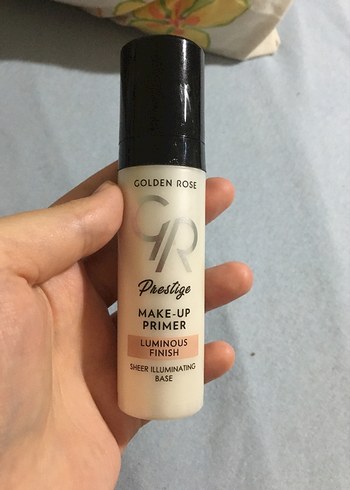 GOLDEN ROSE
GR
Prestige
MAKE-UP
PRIMER
LUMINOUS
FINISH
SHEER ILLUMINATING
BASE